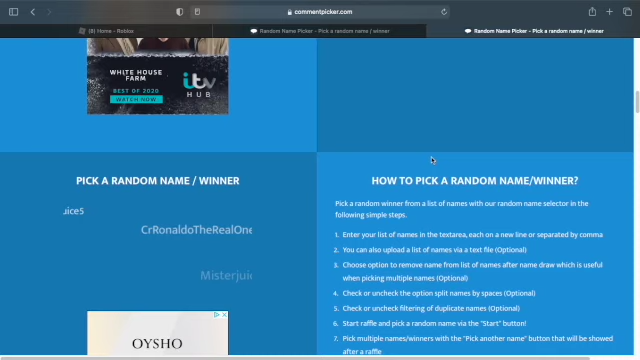 commentpicker.com
(8) Home - Roblox
Random Name Picker - Pick a random name / winner
Random Name Picker - Pick a random name / winner
WHITE HOUSE
FARM
BEST OF 2020
WATCH NOW
itv
HUB
PICK A RANDOM NAME / WINNER
uice5
CrRonaldoTheRealOne
Misterjuic
OYSHO
HOW TO PICK A RANDOM NAME/WINNER?
Pick a random winner from a list of names with our random name selector in the
following simple steps.
1. Enter your list of names in the textarea, each on a new line or separated by comma
2. You can also upload a list of names via a text file (Optional)
3. Choose option to remove name from list of names after name draw which is useful
when picking multiple names (Optional)
4. Check or uncheck the option split names by spaces (Optional)
5. Check or uncheck filtering of duplicate names (Optional)
6. Start raffle and pick a random name via the "Start" button!
7. Pick multiple names/winners with the "Pick another name" button that will be showed
after a raffle